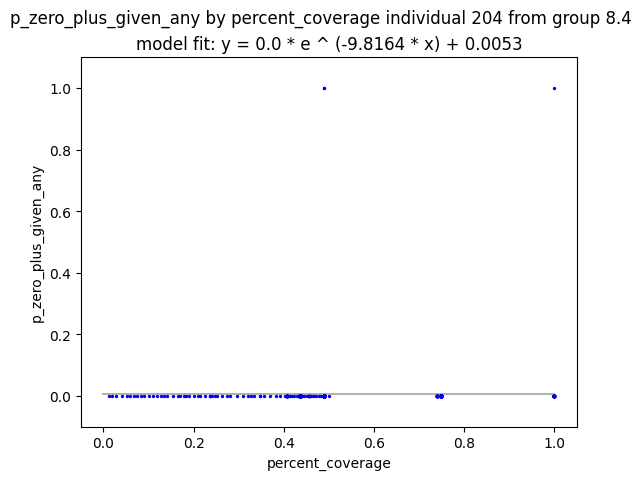 p_zero_plus_given_any by percent_coverage individual 204 from group 8.4
model fit: y = 0.0 * e ^ (-9.8164 * x) + 0.0053
1.0
0.8
0.6
0.4
0.2
0.0
p_zero_plus_given_any
0.0 0.2 0.4 0.6 0.8 1.0
percent_coverage